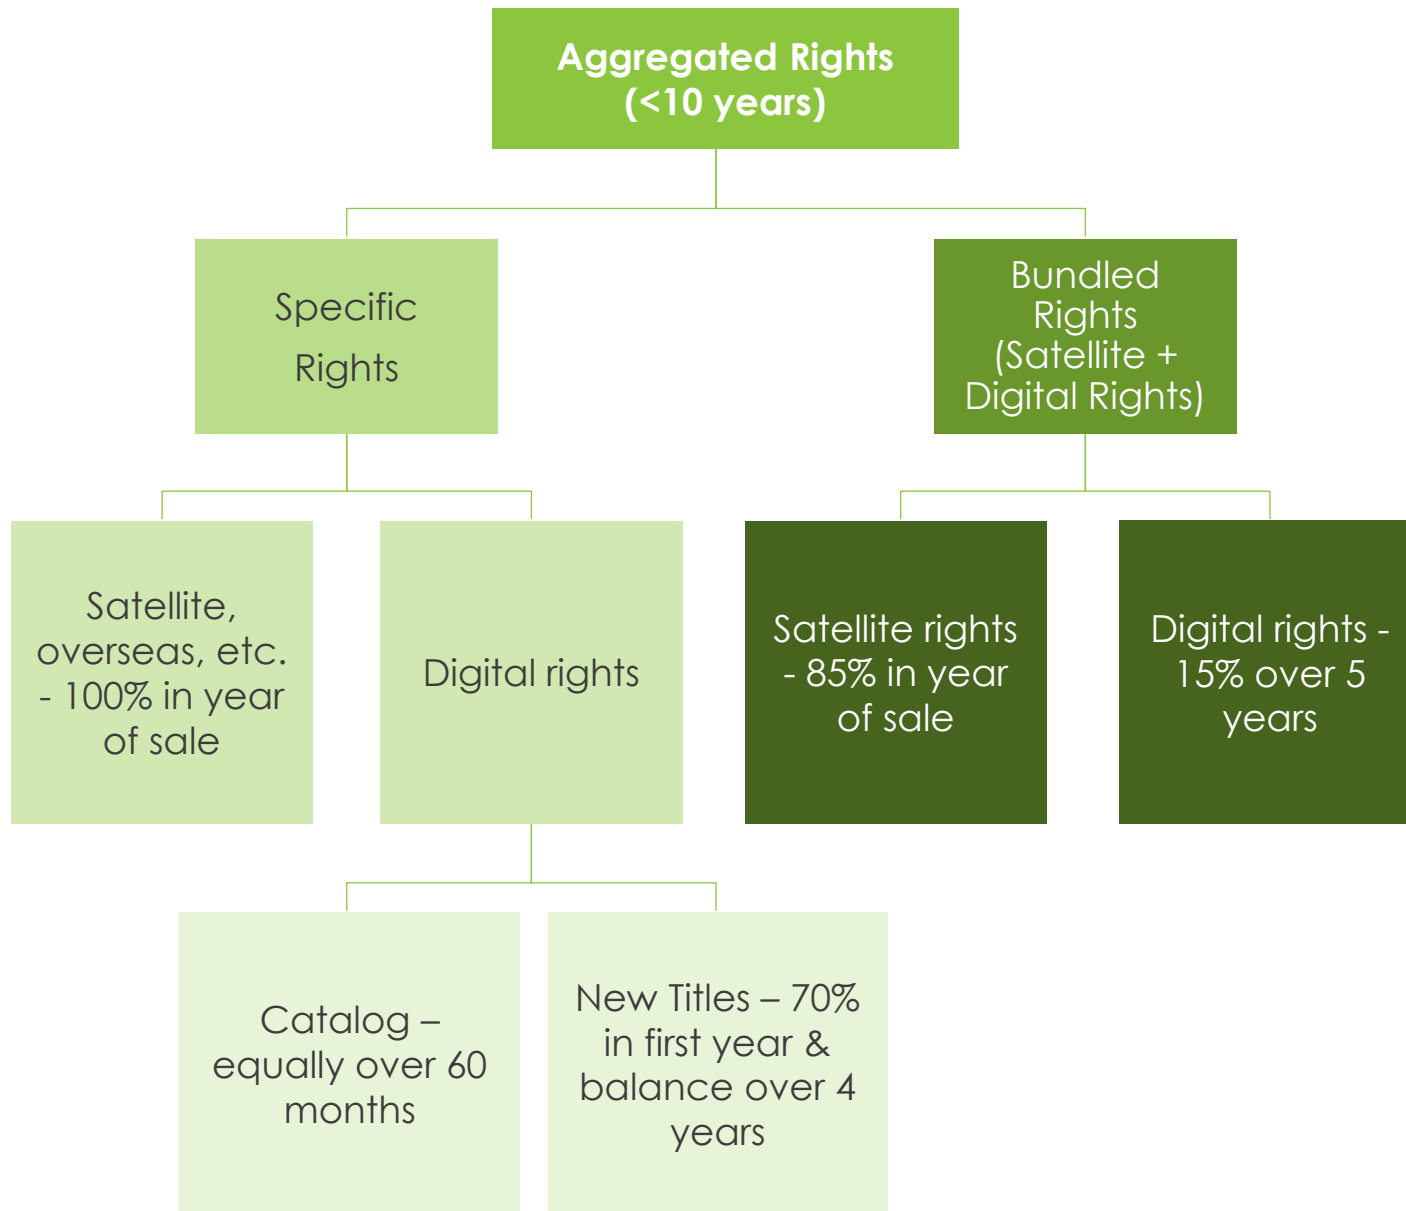 Aggregated Rights
(<10 years)
Specific
Rights
Bundled
Rights
(Satellite +
Digital Rights)
Satellite,
overseas, etc.
- 100% in year
of sale
Digital rights
Satellite rights
- 85% in year
of sale
Digital rights -
15% over 5
years
Catalog –
equally over 60
months
New Titles – 70%
in first year &
balance over 4
years